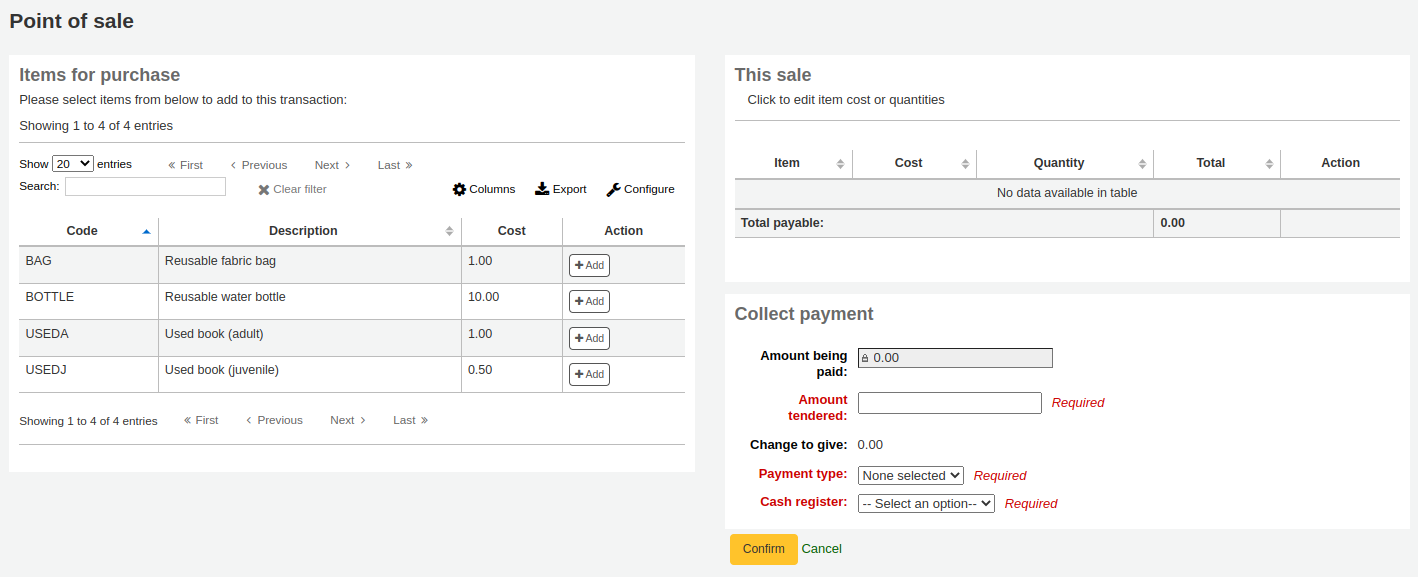 Point of sale
Items for purchase
Please select items from below to add to this transaction:
Showing 1 to 4 of 4 entries
Show 20 entries « First ‹ Previous Next › Last »
Search: Clear filter Columns Export Configure
Code Description Cost Action
BAG Reusable fabric bag 1.00 + Add
BOTTLE Reusable water bottle 10.00 + Add
USEDA Used book (adult) 1.00 + Add
USEDJ Used book (juvenile) 0.50 + Add
Showing 1 to 4 of 4 entries « First ‹ Previous Next › Last »
This sale
Click to edit item cost or quantities
Item Cost Quantity Total Action
No data available in table
Total payable: 0.00
Collect payment
Amount being
paid: 0.00
Amount
tendered: Required
Change to give: 0.00
Payment type: None selected Required
Cash register: -- Select an option-- Required
Confirm Cancel